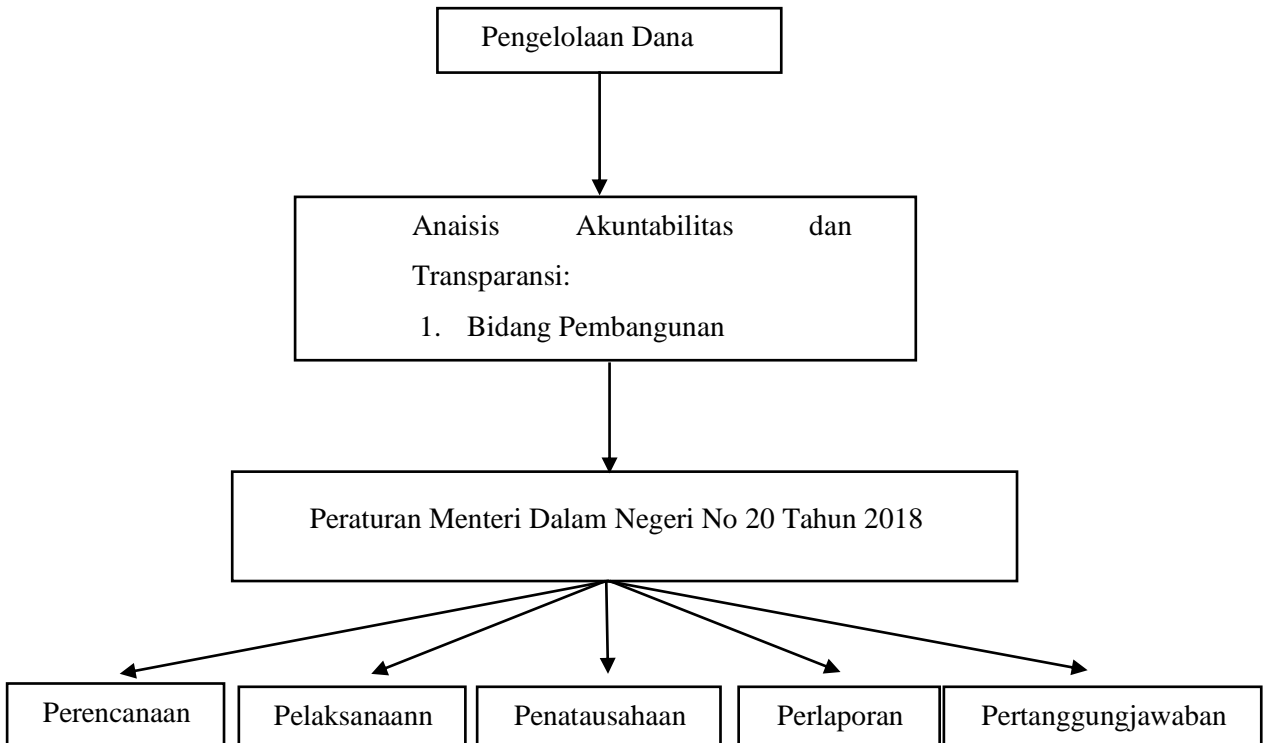 Pengelolaan Dana
Anaisis Akuntabilitas dan
Transparansi:
1. Bidang Pembangunan
Peraturan Menteri Dalam Negeri No 20 Tahun 2018
Perencanaan
Pelaksanaann
Penatausahaan
Perlaporan
Pertanggungjawaban